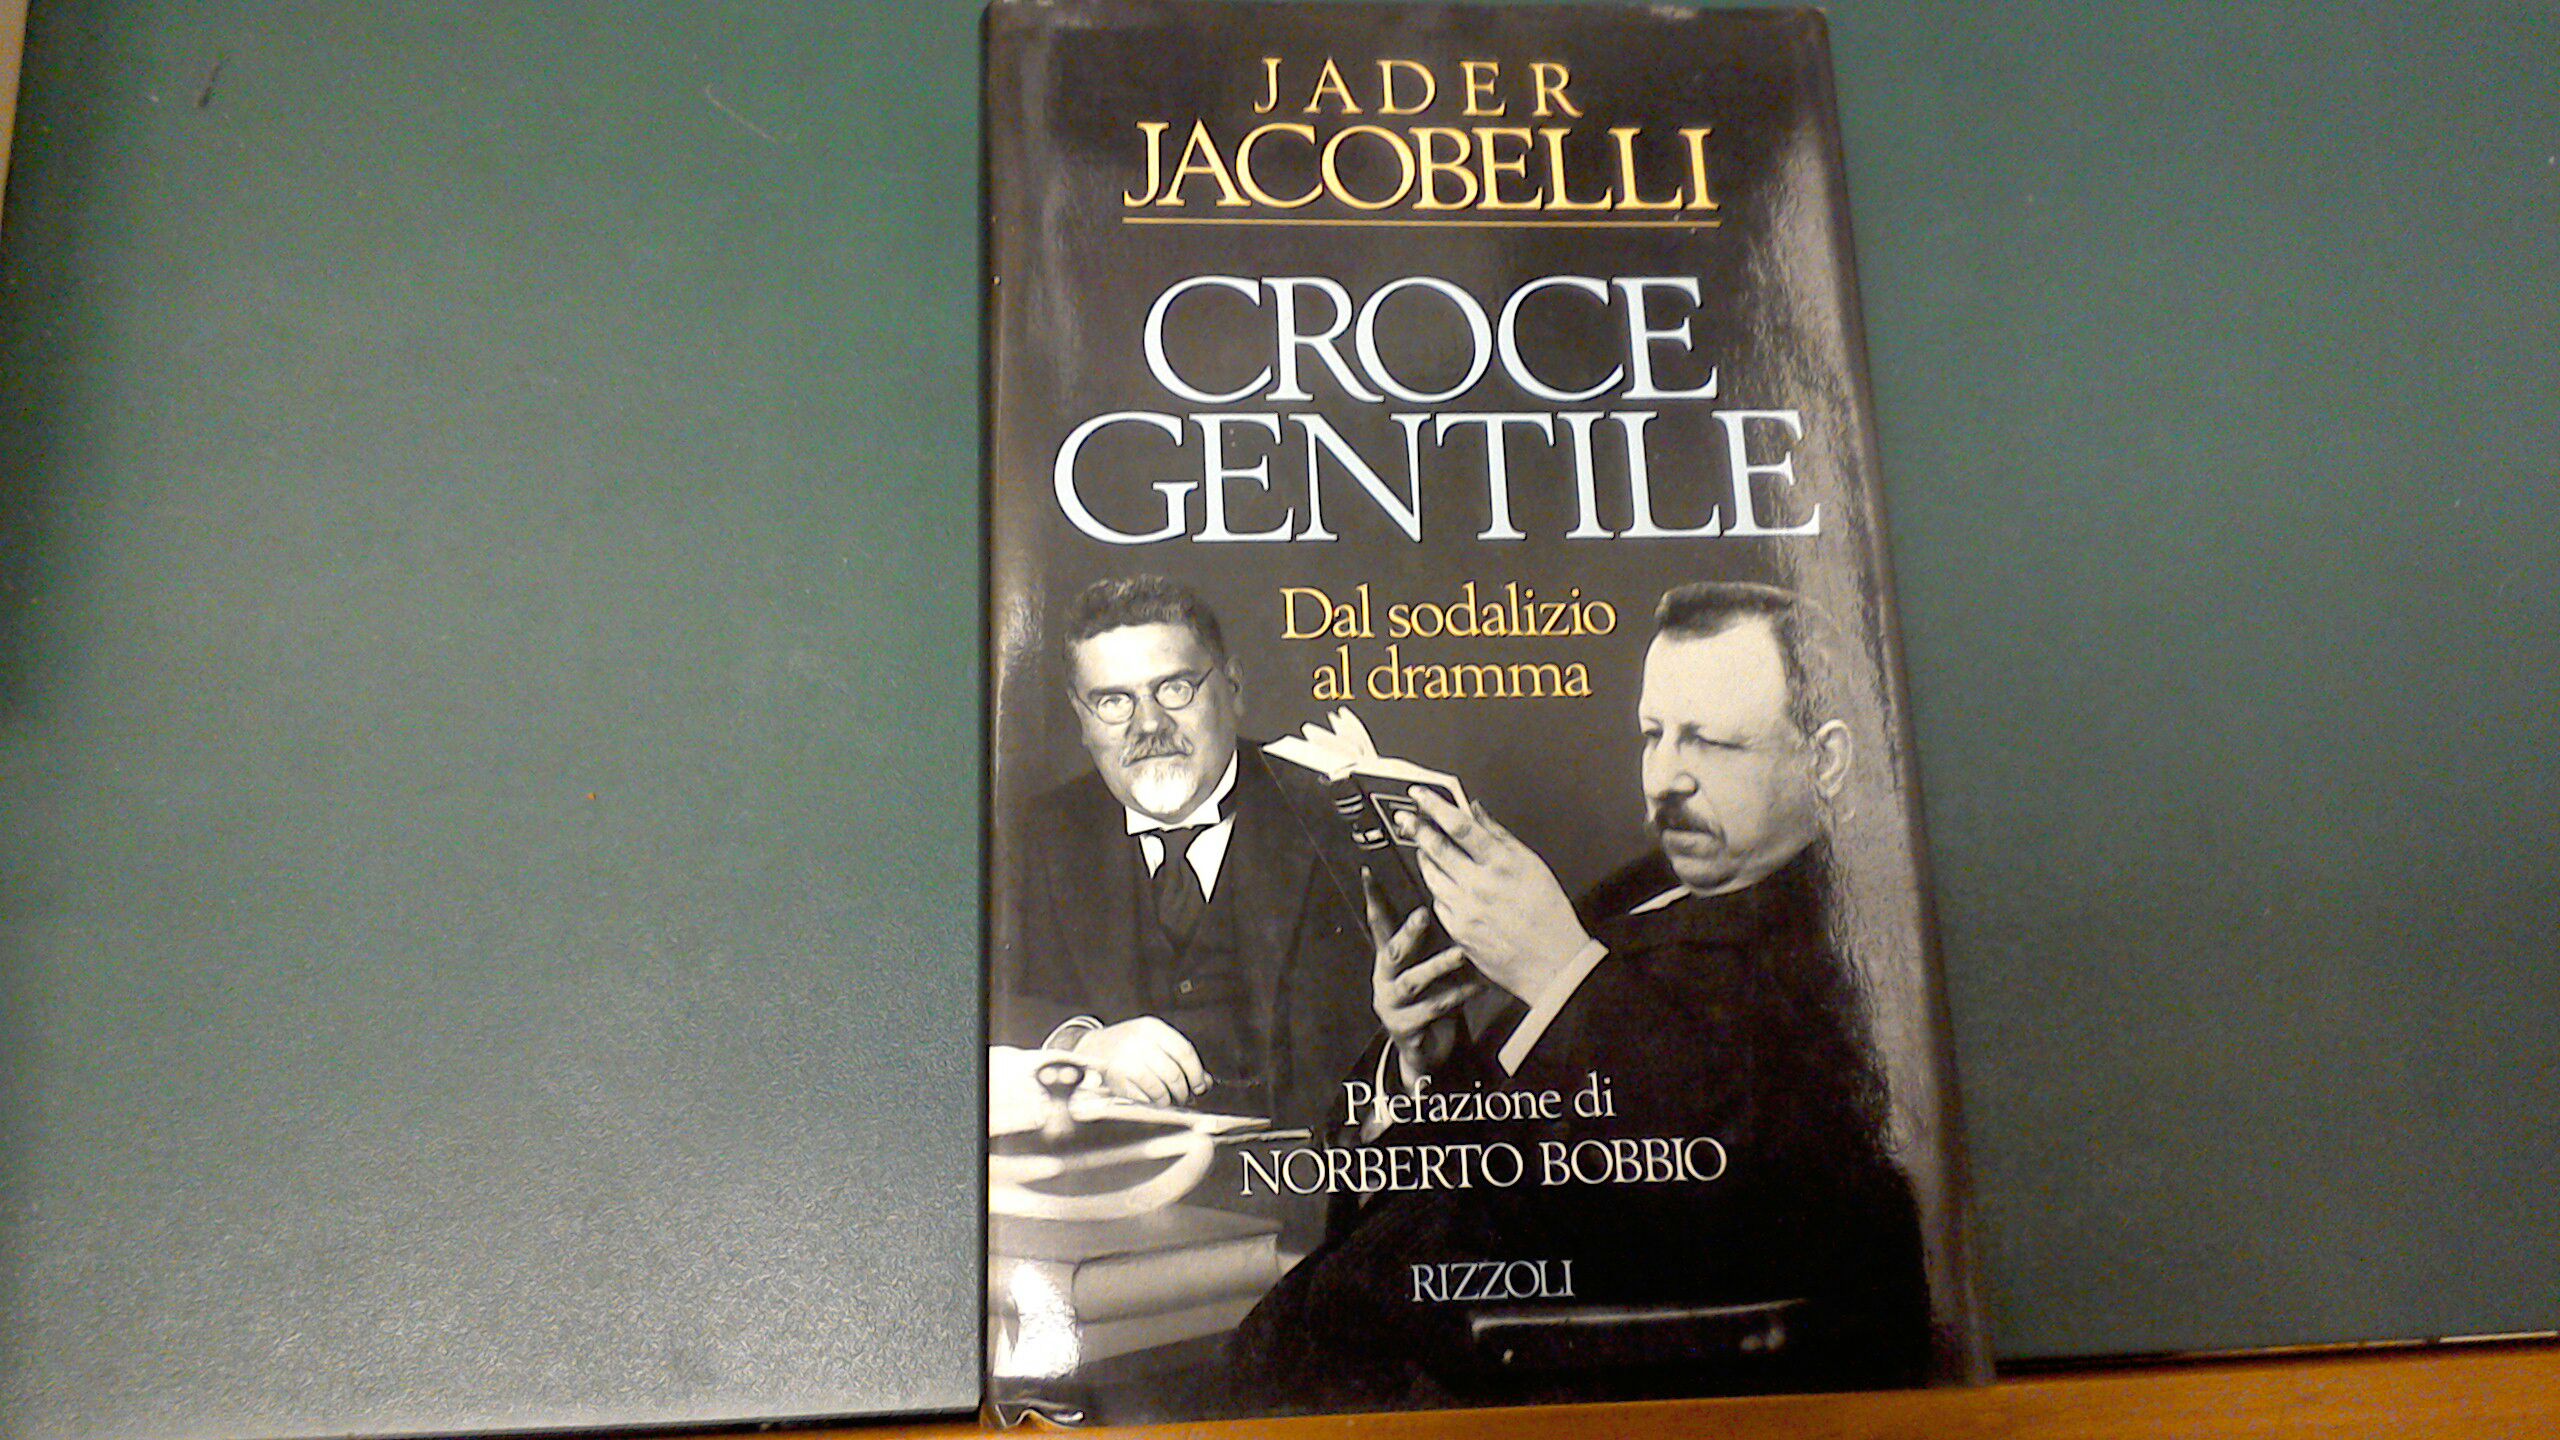 JADER
JACOBELLI
CROCE
GENTILE
Dal sodalizio
al dramma
Prefazione di
NORBERTO BOBBIO
RIZZOLI